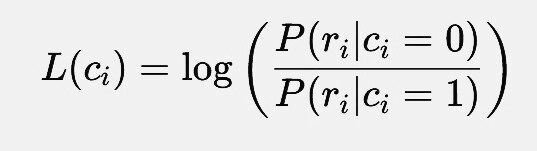 L(c_i) = log ( P(r_i|c_i = 0) / P(r_i|c_i = 1) )